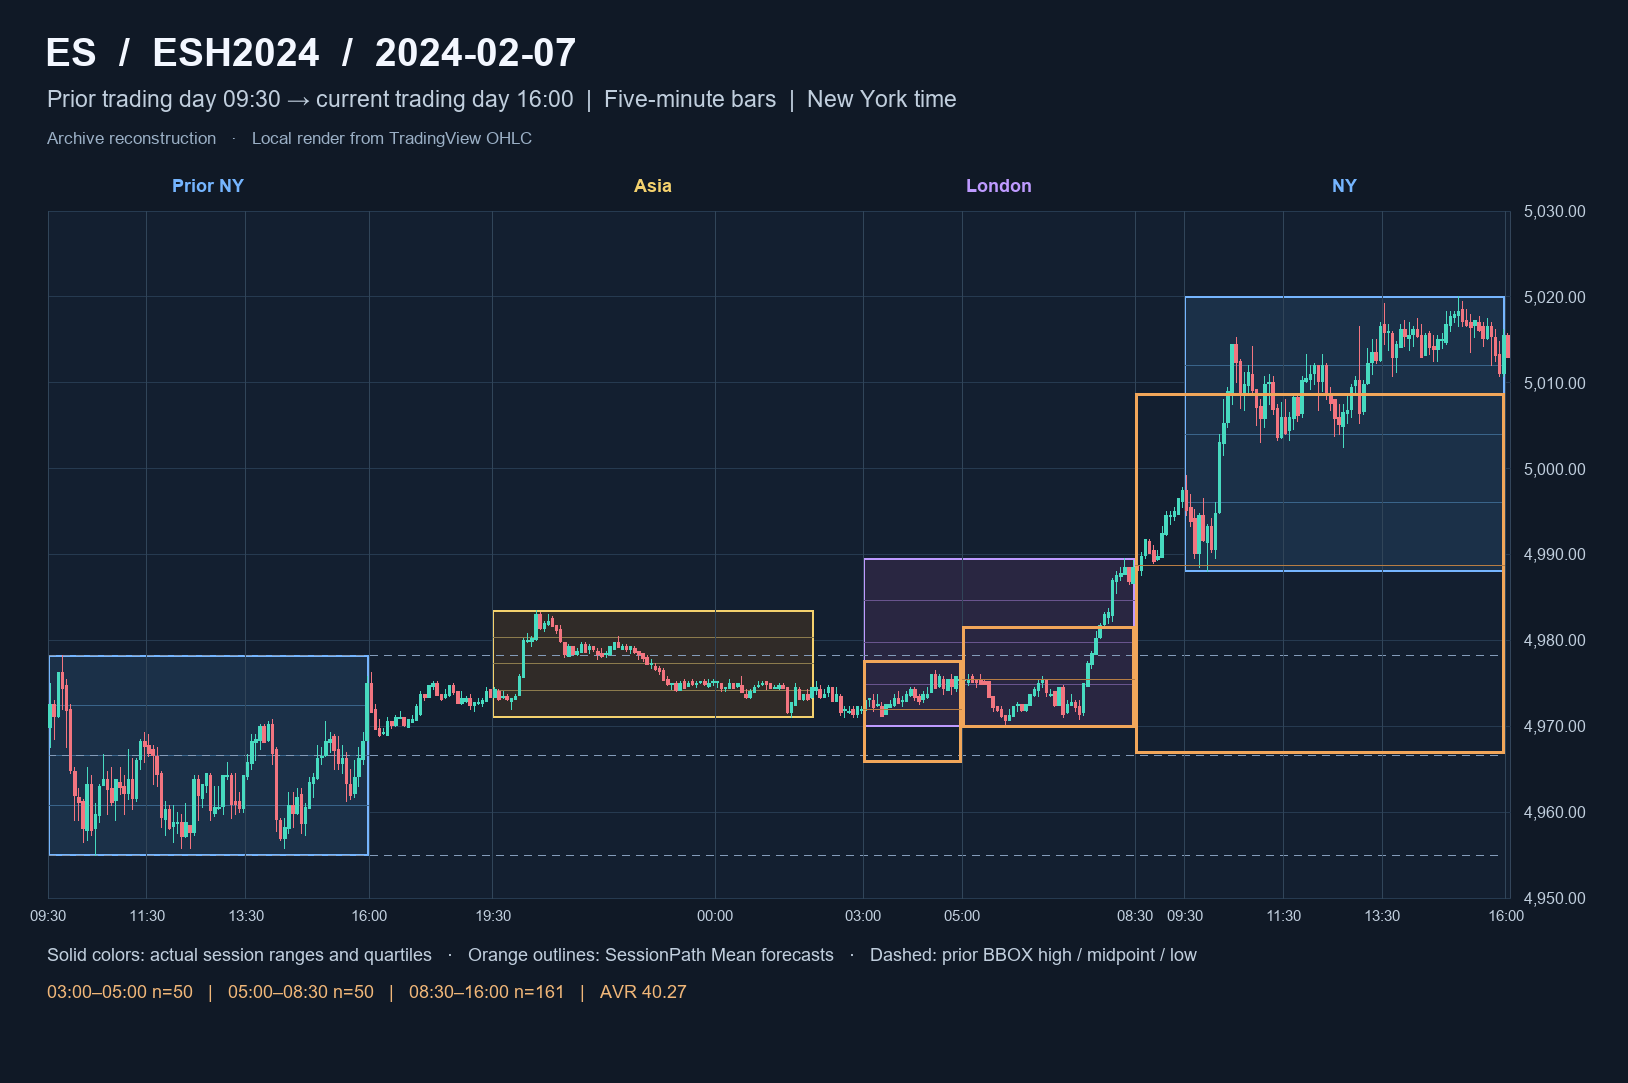 ES / ESH2024 / 2024-02-07
Prior trading day 09:30 → current trading day 16:00 | Five-minute bars | New York time
Archive reconstruction · Local render from TradingView OHLC
Prior NY Asia London NY
5,030.00
5,020.00
5,010.00
5,000.00
4,990.00
4,980.00
4,970.00
4,960.00
4,950.00
09:30 11:30 13:30 16:00 19:30 00:00 03:00 05:00 08:30 09:30 11:30 13:30 16:00
Solid colors: actual session ranges and quartiles · Orange outlines: SessionPath Mean forecasts · Dashed: prior BBOX high / midpoint / low
03:00–05:00 n=50 | 05:00–08:30 n=50 | 08:30–16:00 n=161 | AVR 40.27